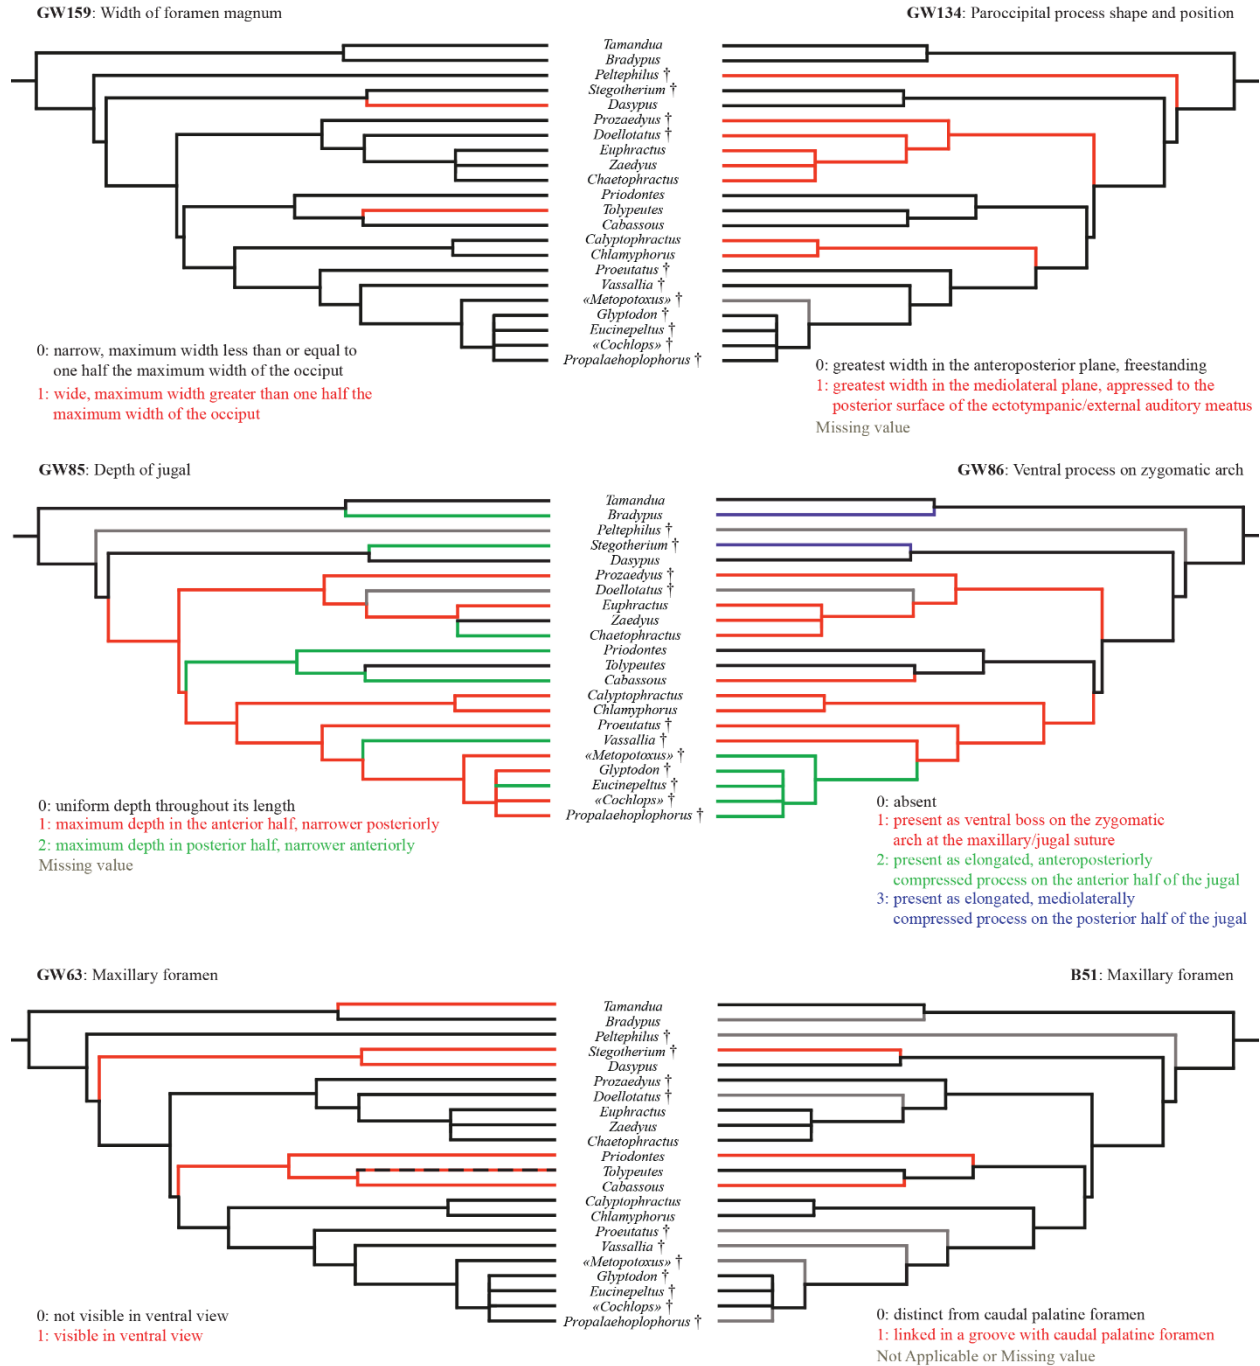 GW159: Width of foramen magnum
GW134: Paroccipital process shape and position
Tamandua
Bradypus
Peltephilus †
Stegotherium †
Dasypus
Prozaedyus †
Doellotatus †
Euphractus
Zaedyus
Chaetophractus
Priodontes
Tolypeutes
Cabassous
Calyptophractus
Chlamyphorus
Proeutatus †
Vassallia †
«Metopotoxus» †
Glyptodon †
Eucinepeltus †
«Cochlops» †
Propalaehoplophorus †
0: narrow, maximum width less than or equal to
one half the maximum width of the occiput
1: wide, maximum width greater than one half the
maximum width of the occiput
0: greatest width in the anteroposterior plane, freestanding
1: greatest width in the mediolateral plane, appressed to the
posterior surface of the ectotympanic/external auditory meatus
Missing value
GW85: Depth of jugal
GW86: Ventral process on zygomatic arch
Tamandua
Bradypus
Peltephilus †
Stegotherium †
Dasypus
Prozaedyus †
Doellotatus †
Euphractus
Zaedyus
Chaetophractus
Priodontes
Tolypeutes
Cabassous
Calyptophractus
Chlamyphorus
Proeutatus †
Vassallia †
«Metopotoxus» †
Glyptodon †
Eucinepeltus †
«Cochlops» †
Propalaehoplophorus †
0: uniform depth throughout its length
1: maximum depth in the anterior half, narrower posteriorly
2: maximum depth in posterior half, narrower anteriorly
Missing value
0: absent
1: present as ventral boss on the zygomatic
arch at the maxillary/jugal suture
2: present as elongated, anteroposteriorly
compressed process on the anterior half of the jugal
3: present as elongated, mediolaterally
compressed process on the posterior half of the jugal
GW63: Maxillary foramen
B51: Maxillary foramen
Tamandua
Bradypus
Peltephilus †
Stegotherium †
Dasypus
Prozaedyus †
Doellotatus †
Euphractus
Zaedyus
Chaetophractus
Priodontes
Tolypeutes
Cabassous
Calyptophractus
Chlamyphorus
Proeutatus †
Vassallia †
«Metopotoxus» †
Glyptodon †
Eucinepeltus †
«Cochlops» †
Propalaehoplophorus †
0: not visible in ventral view
1: visible in ventral view
0: distinct from caudal palatine foramen
1: linked in a groove with caudal palatine foramen
Not Applicable or Missing value